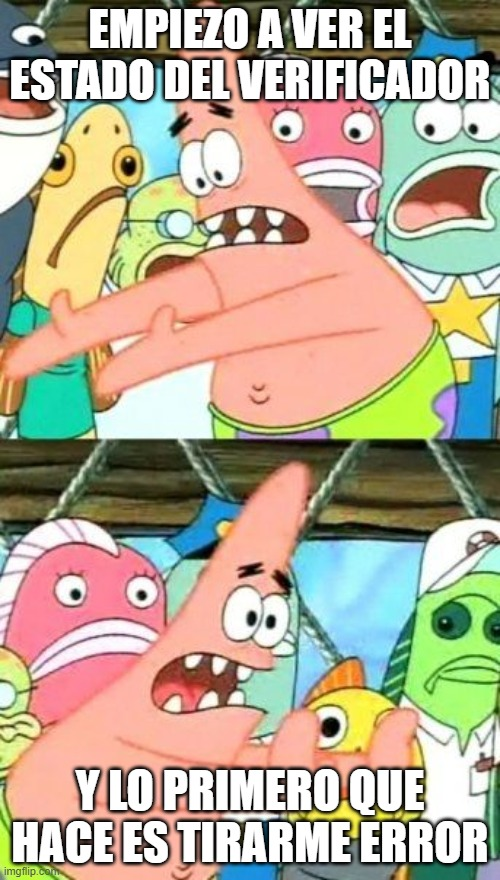 EMPIEZO A VER EL
ESTADO DEL VERIFICADOR
Y LO PRIMERO QUE
HACE ES TIRARME ERROR
imgflip.com